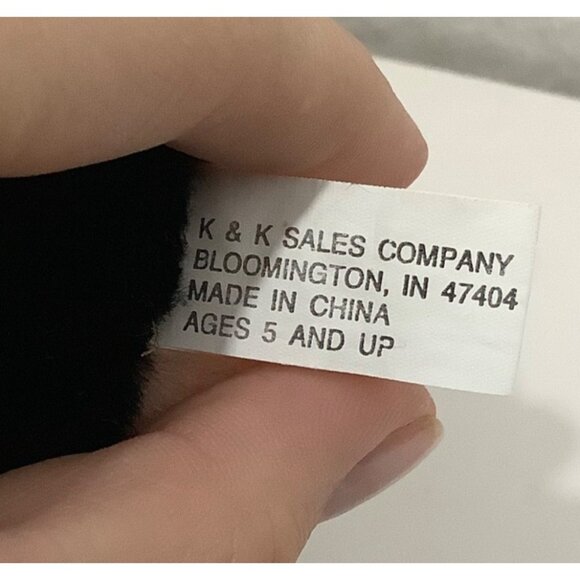 K & K SALES COMPANY
BLOOMINGTON, IN 47404
MADE IN CHINA
AGES 5 AND UP